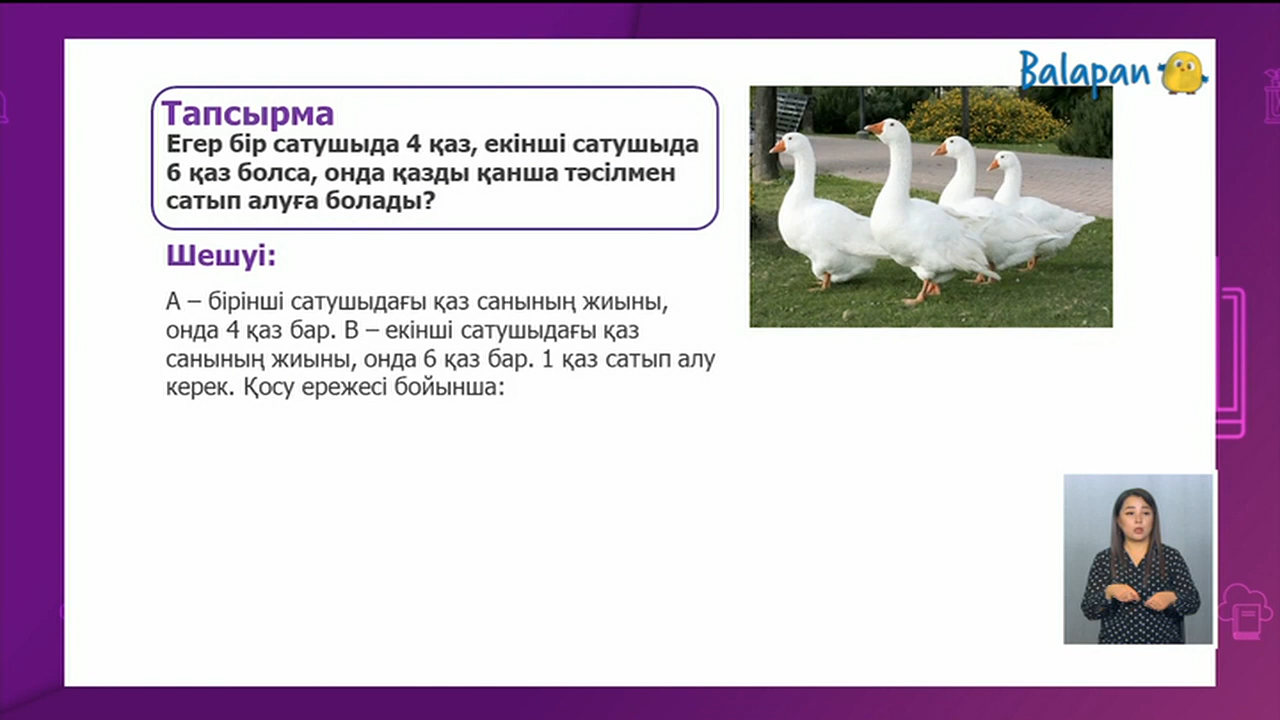 Balapan
Тапсырма
Егер бір сатушыда 4 қаз, екінші сатушыда
6 қаз болса, онда қазды қанша тәсілмен
сатып алуға болады?
Шешуі:
А – бірінші сатушыдағы қаз санының жиыны,
онда 4 қаз бар. В – екінші сатушыдағы қаз
санының жиыны, онда 6 қаз бар. 1 қаз сатып алу
керек. Қосу ережесі бойынша: